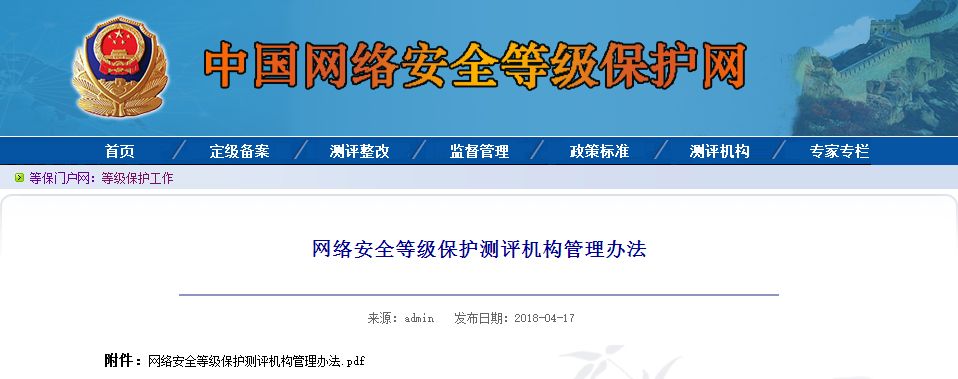 中国网络安全等级保护网
首页 定级备案 测评整改 监督管理 政策标准 测评机构 专家专栏
等保门户网：等级保护工作
网络安全等级保护测评机构管理办法
来源：admin 发布日期：2018-04-17
附件：网络安全等级保护测评机构管理办法.pdf